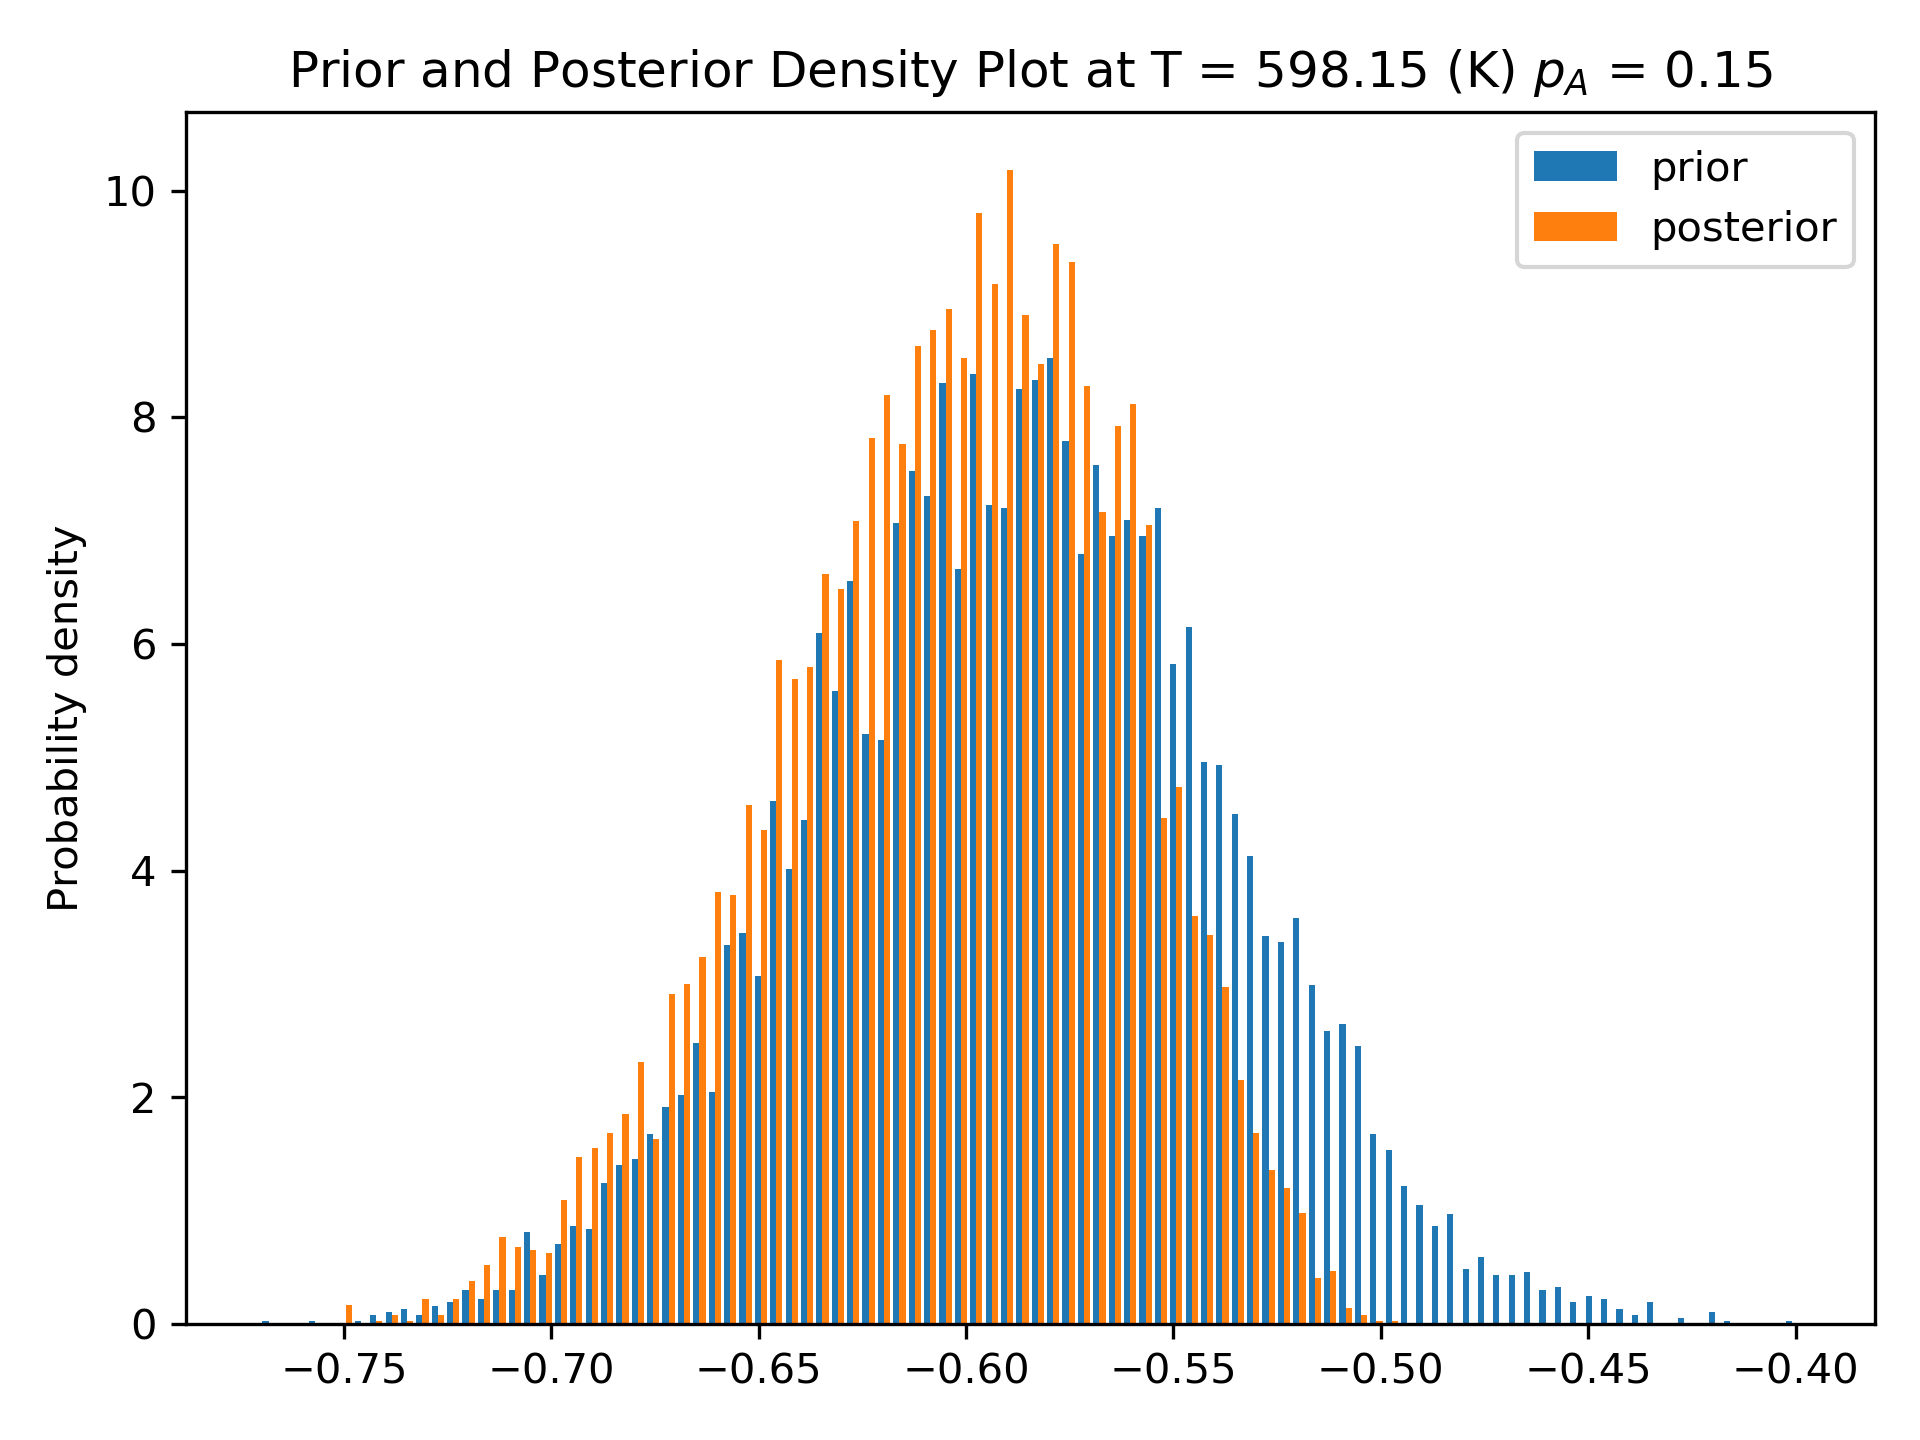 Prior and Posterior Density Plot at T = 598.15 (K) p_A = 0.15
prior
posterior
Probability density
10
8
6
4
2
0
−0.75 −0.70 −0.65 −0.60 −0.55 −0.50 −0.45 −0.40